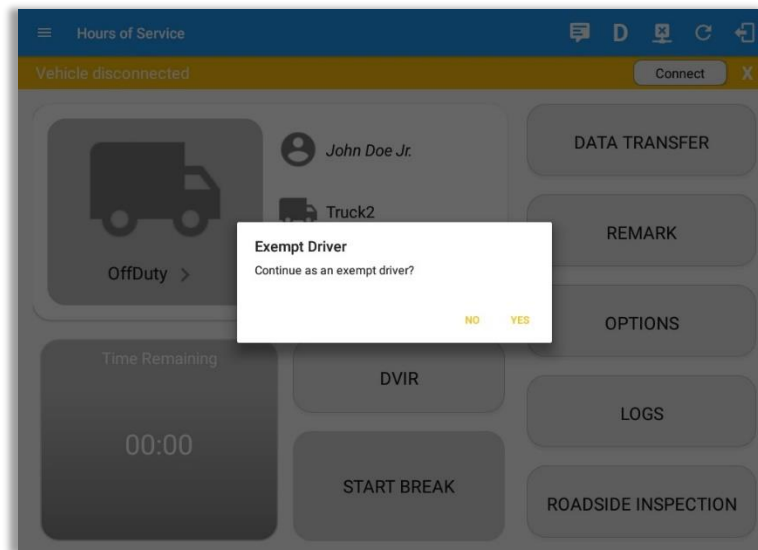 Hours of Service
D
Vehicle disconnected
Connect
X
John Doe Jr.
Truck2
OffDuty >
Exempt Driver
Continue as an exempt driver?
NO
YES
Time Remaining
00:00
DVIR
START BREAK
DATA TRANSFER
REMARK
OPTIONS
LOGS
ROADSIDE INSPECTION